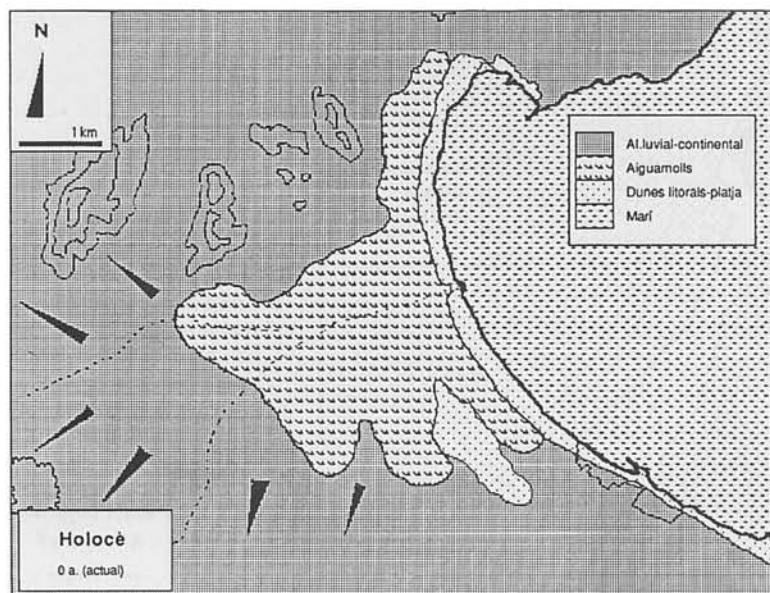 N
1 km
Al.luvial-continental
Aiguamolls
Dunes litorals-platja
Marí
Holocè
0 a. (actual)